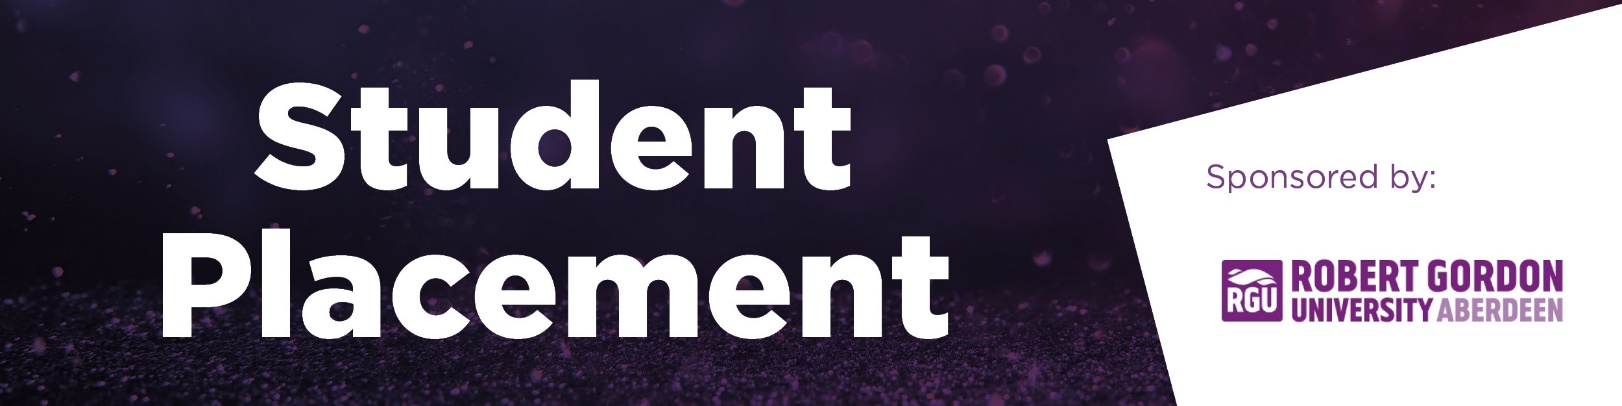 Student
Placement
Sponsored by:
RGU
ROBERT GORDON
UNIVERSITY ABERDEEN